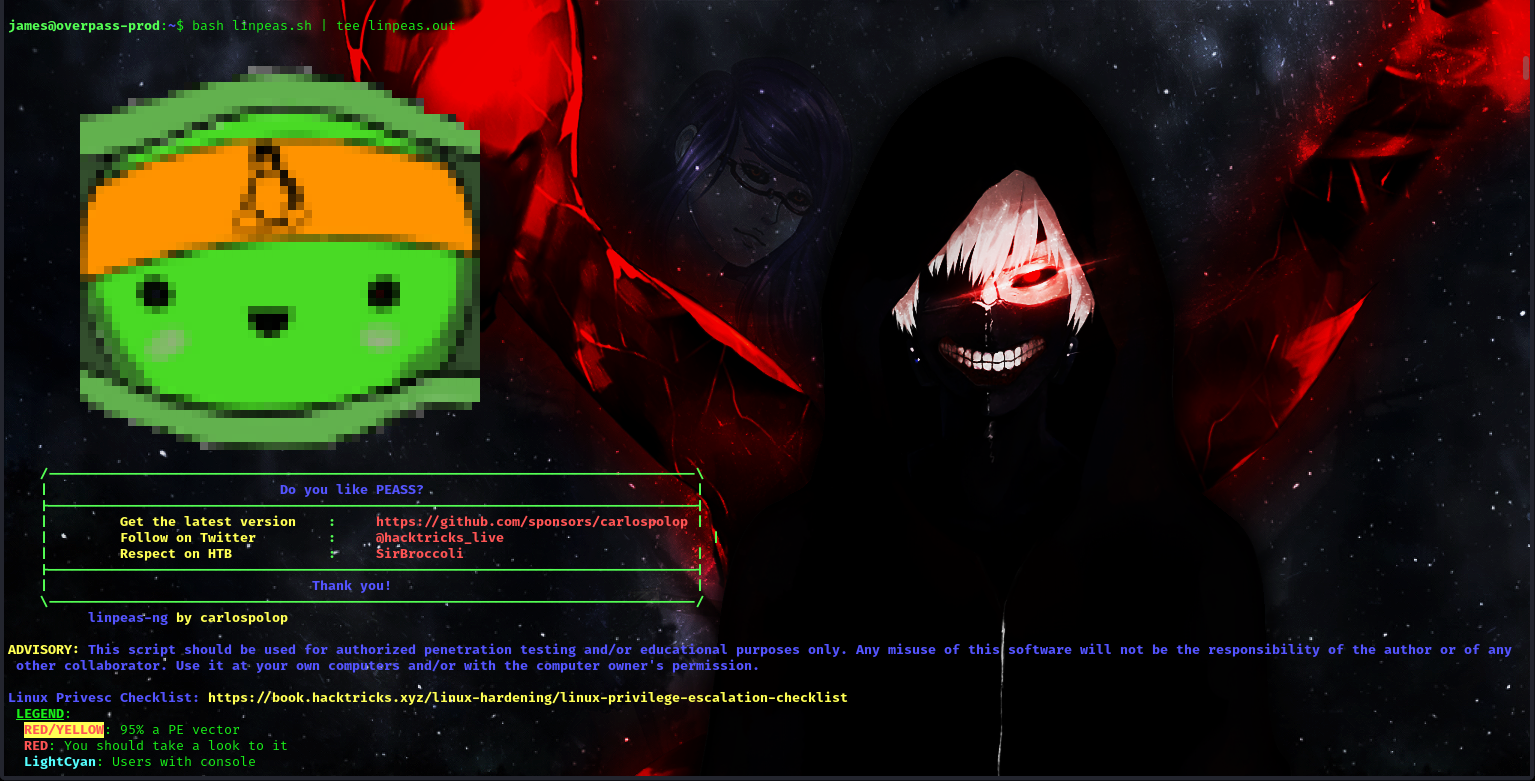 james@overpass-prod:~$ bash linpeas.sh | tee linpeas.out
Do you like PEASS?
Get the latest version : https://github.com/sponsors/carlospolop
Follow on Twitter : @hacktricks_live
Respect on HTB : SirBroccoli
Thank you!
linpeas-ng by carlospolop
ADVISORY: This script should be used for authorized penetration testing and/or educational purposes only. Any misuse of this software will not be the responsibility of the author or of any
other collaborator. Use it at your own computers and/or with the computer owner's permission.
Linux Privesc Checklist: https://book.hacktricks.xyz/linux-hardening/linux-privilege-escalation-checklist
LEGEND:
RED/YELLOW: 95% a PE vector
RED: You should take a look to it
LightCyan: Users with console